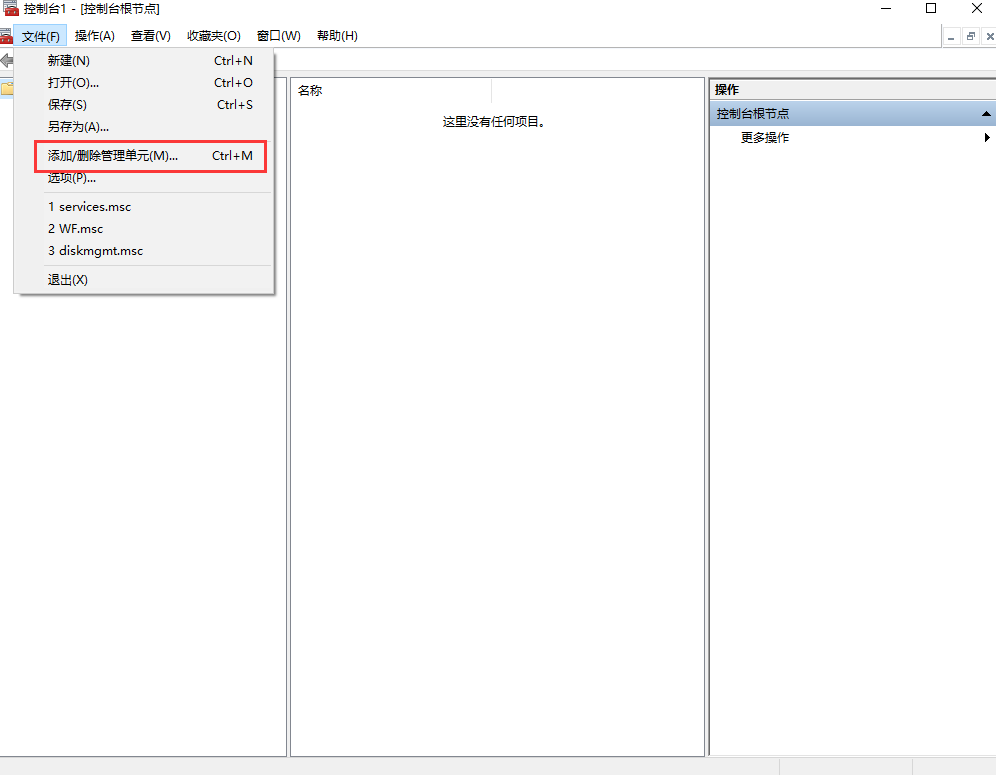 控制台1 - [控制台根节点]
文件(F) 操作(A) 查看(V) 收藏夹(O) 窗口(W) 帮助(H)
新建(N) Ctrl+N
打开(O)... Ctrl+O
保存(S) Ctrl+S
另存为(A)...
添加/删除管理单元(M)... Ctrl+M
选项(P)...
1 services.msc
2 WF.msc
3 diskmgmt.msc
退出(X)
名称
这里没有任何项目。
操作
控制台根节点
更多操作